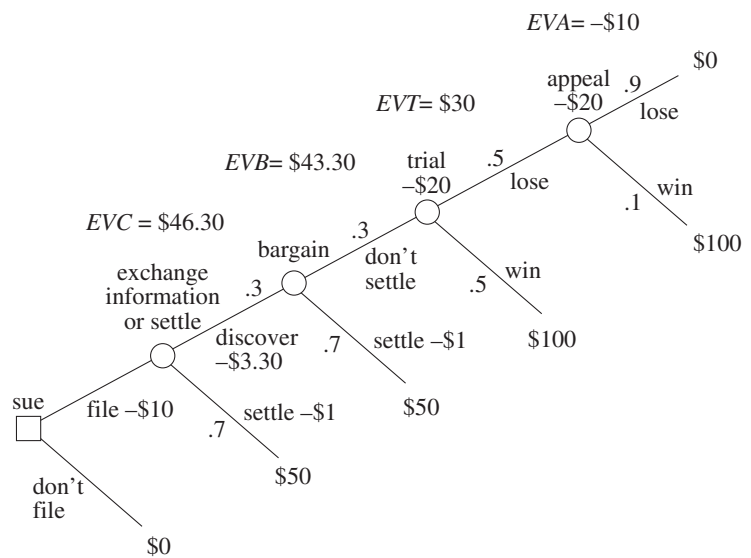 EVA= –$10
$0
appeal
–$20
.9
lose
EVT= $30
.1
win
$100
trial
–$20
.5
lose
EVB= $43.30
.5
win
$100
EVC = $46.30
bargain
.3
don't
settle
.7
settle –$1
$50
exchange
information
or settle
.3
discover
–$3.30
.7
settle –$1
$50
sue
file –$10
don't
file
$0